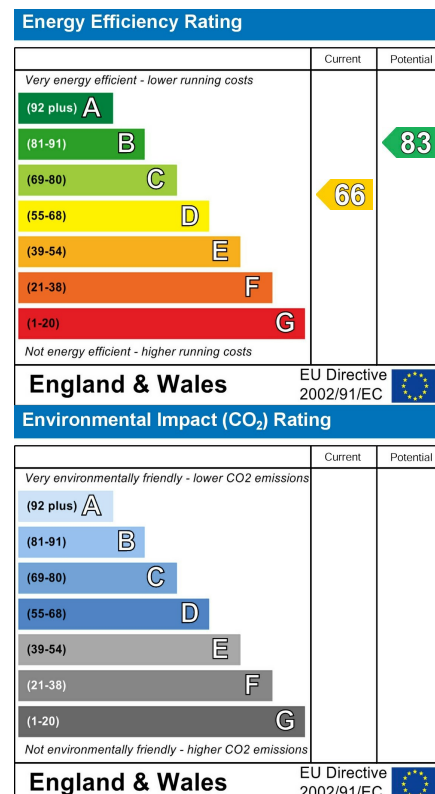 Energy Efficiency Rating
Current Potential
Very energy efficient - lower running costs
(92 plus) A
(81-91) B
83
(69-80) C
66
(55-68) D
(39-54) E
(21-38) F
(1-20) G
Not energy efficient - higher running costs
England & Wales
EU Directive
2002/91/EC
Environmental Impact (CO₂) Rating
Current Potential
Very environmentally friendly - lower CO2 emissions
(92 plus) A
(81-91) B
(69-80) C
(55-68) D
(39-54) E
(21-38) F
(1-20) G
Not environmentally friendly - higher CO2 emissions
England & Wales
EU Directive
2002/91/EC